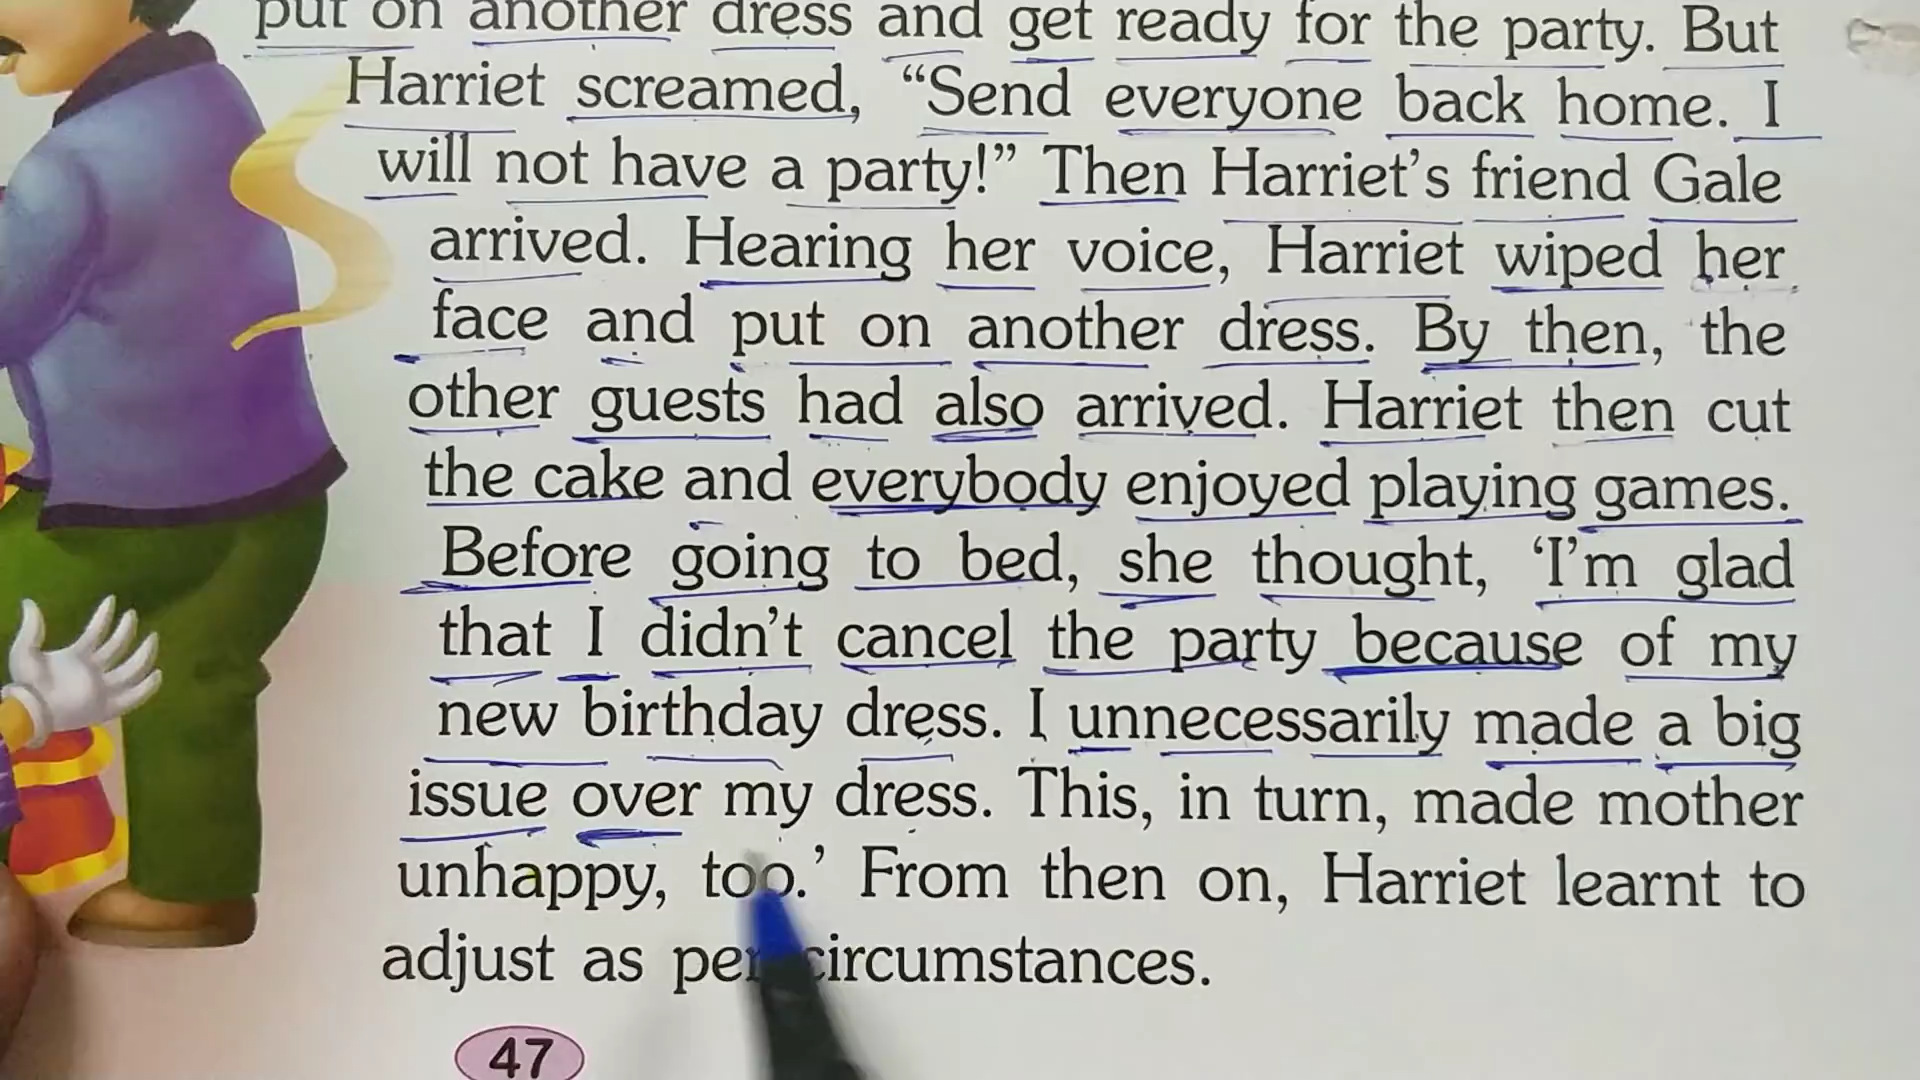 put on another dress and get ready for the party. But
Harriet screamed, “Send everyone back home. I
will not have a party!” Then Harriet’s friend Gale
arrived. Hearing her voice, Harriet wiped her
face and put on another dress. By then, the
other guests had also arrived. Harriet then cut
the cake and everybody enjoyed playing games.
Before going to bed, she thought, ‘I’m glad
that I didn’t cancel the party because of my
new birthday dress. I unnecessarily made a big
issue over my dress. This, in turn, made mother
unhappy, too.’ From then on, Harriet learnt to
adjust as per circumstances.
47